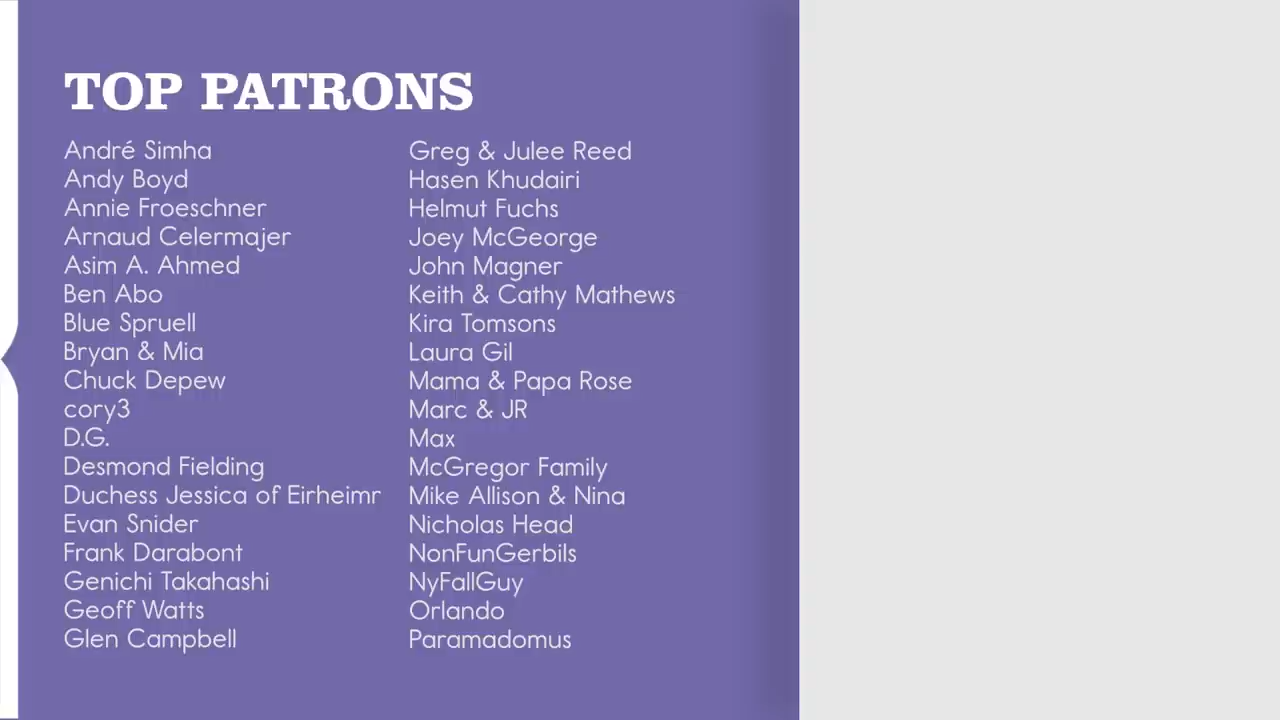 TOP PATRONS
André Simha
Andy Boyd
Annie Froeschner
Arnaud Celermajer
Asim A. Ahmed
Ben Abo
Blue Spruell
Bryan & Mia
Chuck Depew
cory3
D.G.
Desmond Fielding
Duchess Jessica of Eirheimr
Evan Snider
Frank Darabont
Genichi Takahashi
Geoff Watts
Glen Campbell
Greg & Julee Reed
Hasen Khudairi
Helmut Fuchs
Joey McGeorge
John Magner
Keith & Cathy Mathews
Kira Tomsons
Laura Gil
Mama & Papa Rose
Marc & JR
Max
McGregor Family
Mike Allison & Nina
Nicholas Head
NonFunGerbils
NyFallGuy
Orlando
Paramadomus